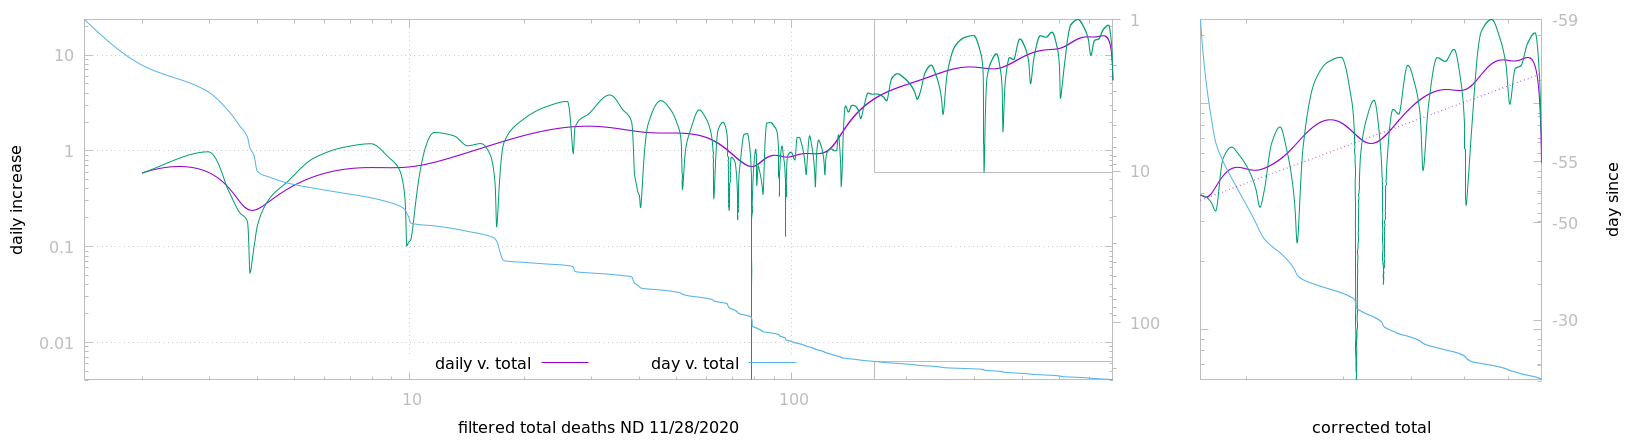 10
1
0.1
0.01
daily increase
daily v. total
day v. total
10
100
filtered total deaths ND 11/28/2020
1
10
100
day since
-59
-55
-50
-30
corrected total